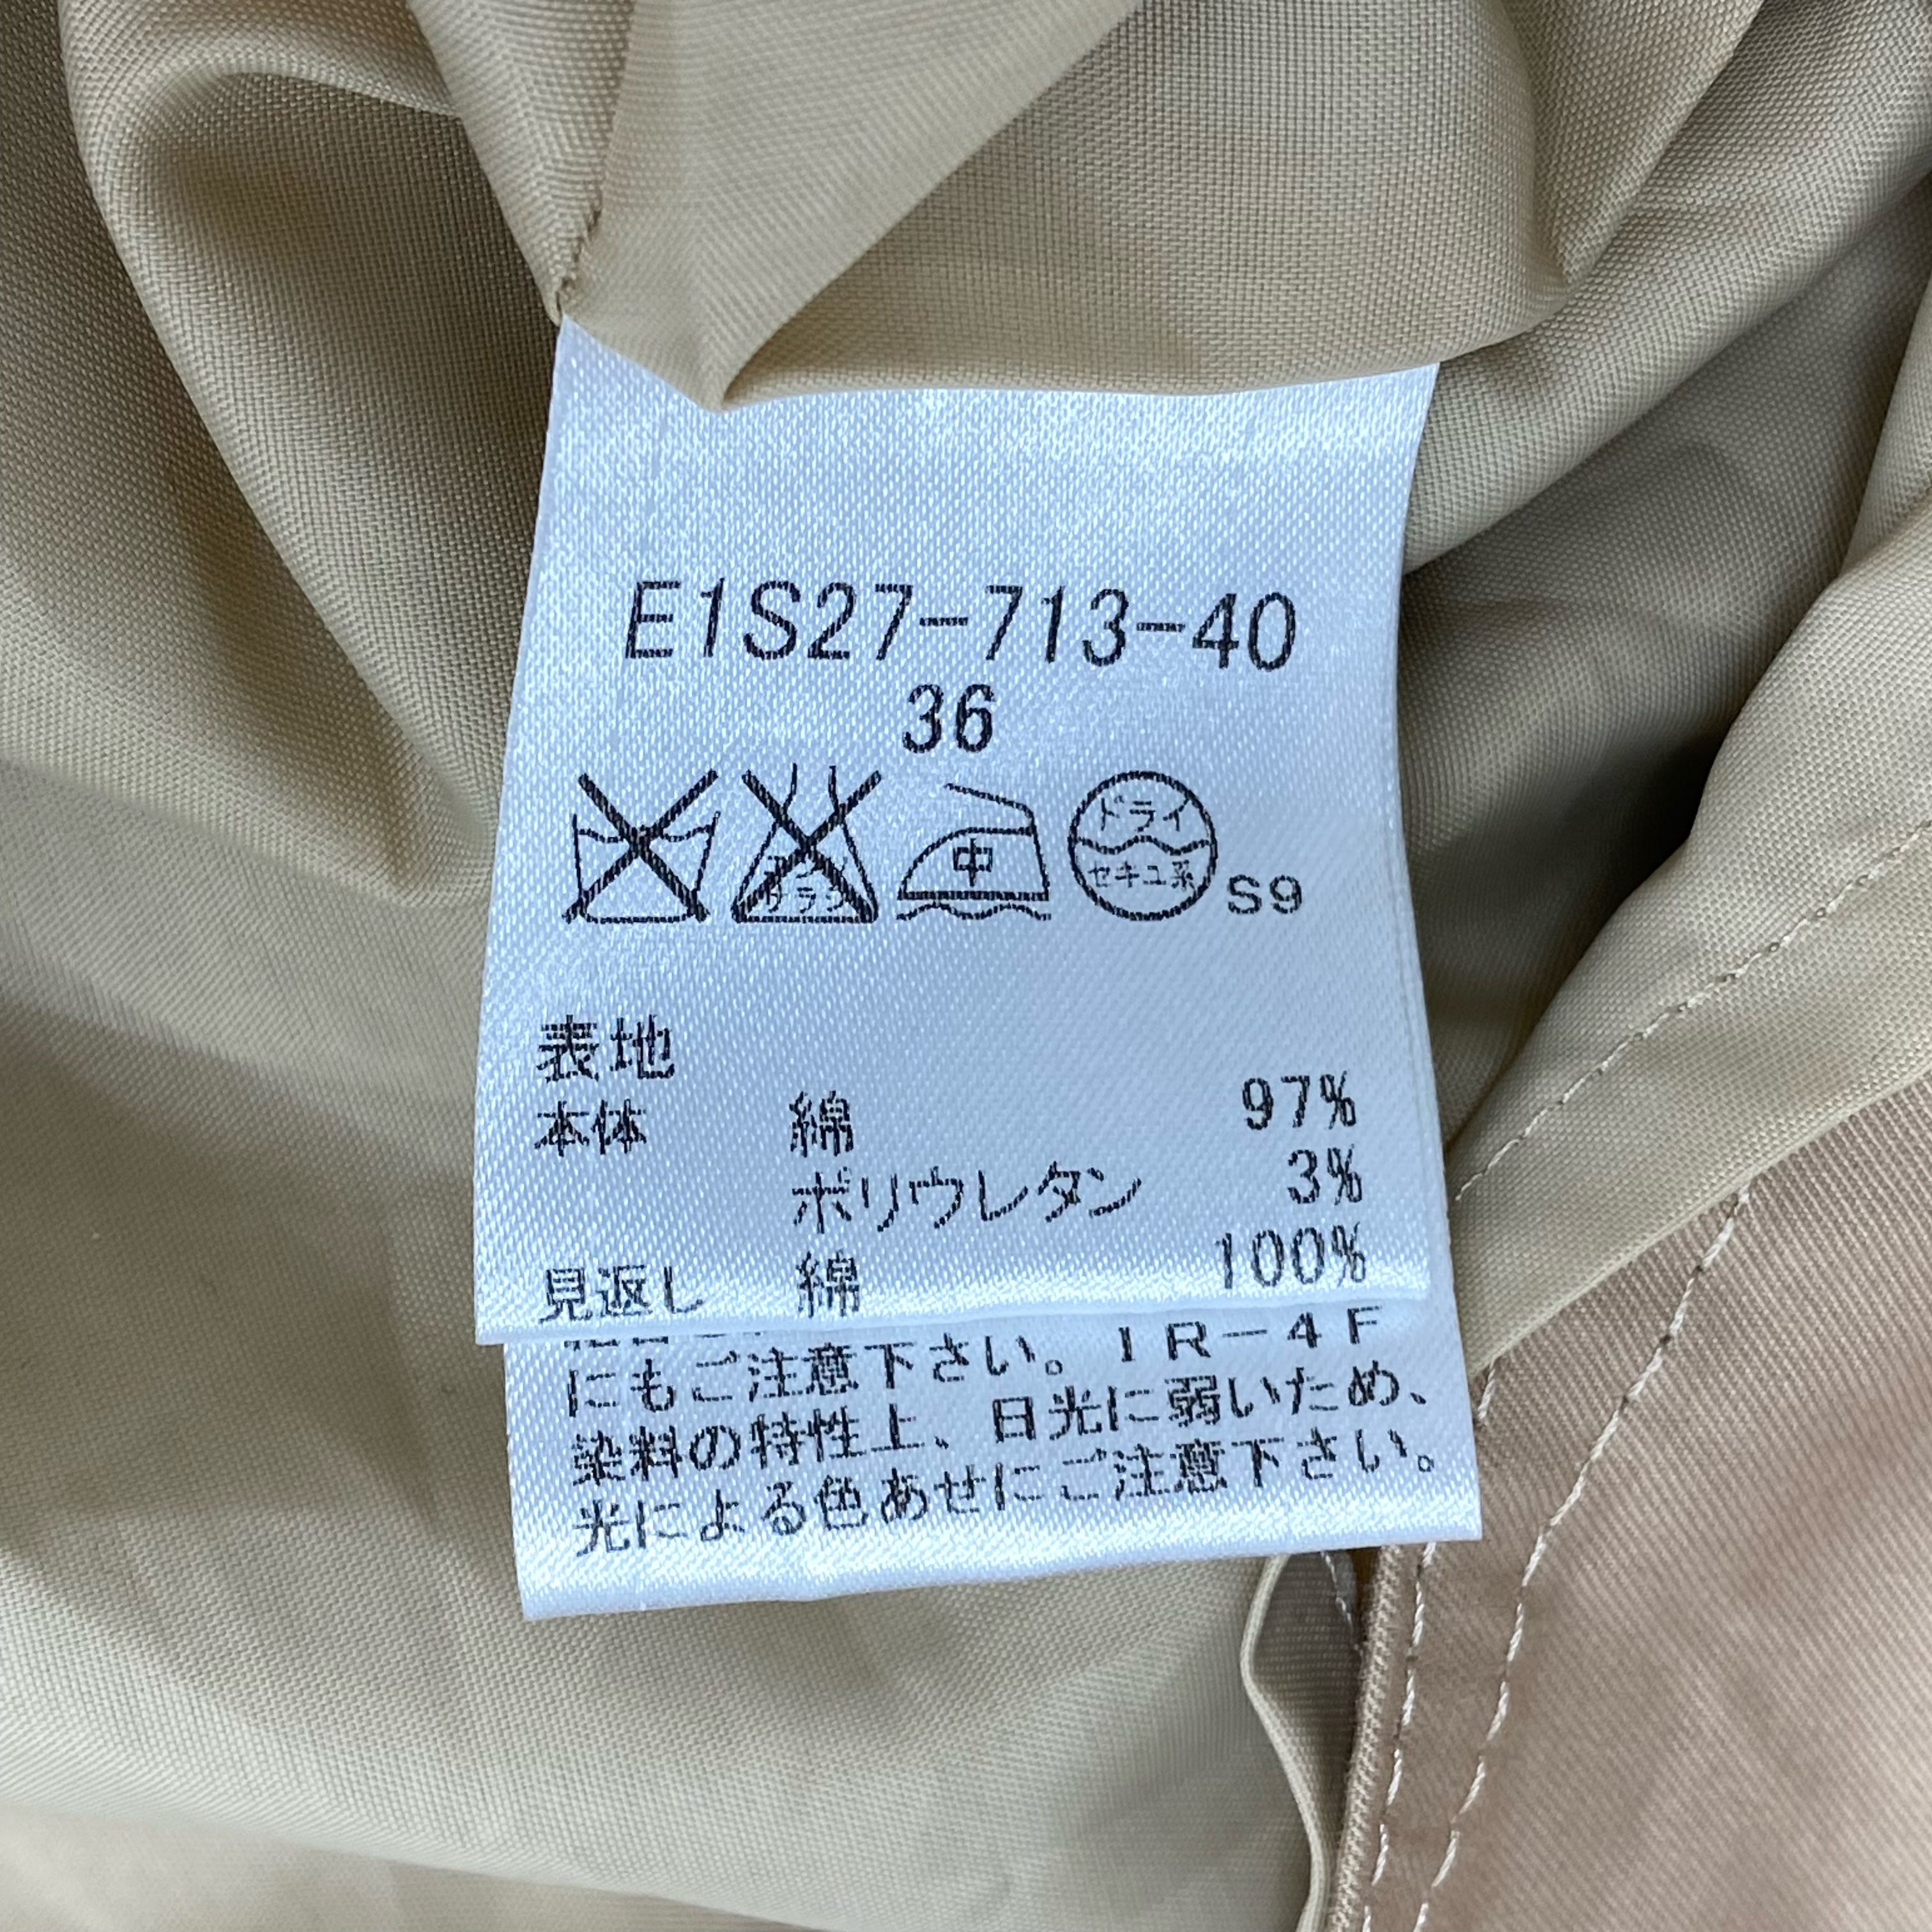 E1S27-713-40
36
中
ドライ
セキユ系
S9
表地
本体 綿 97%
ポリウレタン 3%
見返し 綿 100%
にもご注意下さい。IR-4F
染料の特性上、日光に弱いため、
光による色あせにご注意下さい。